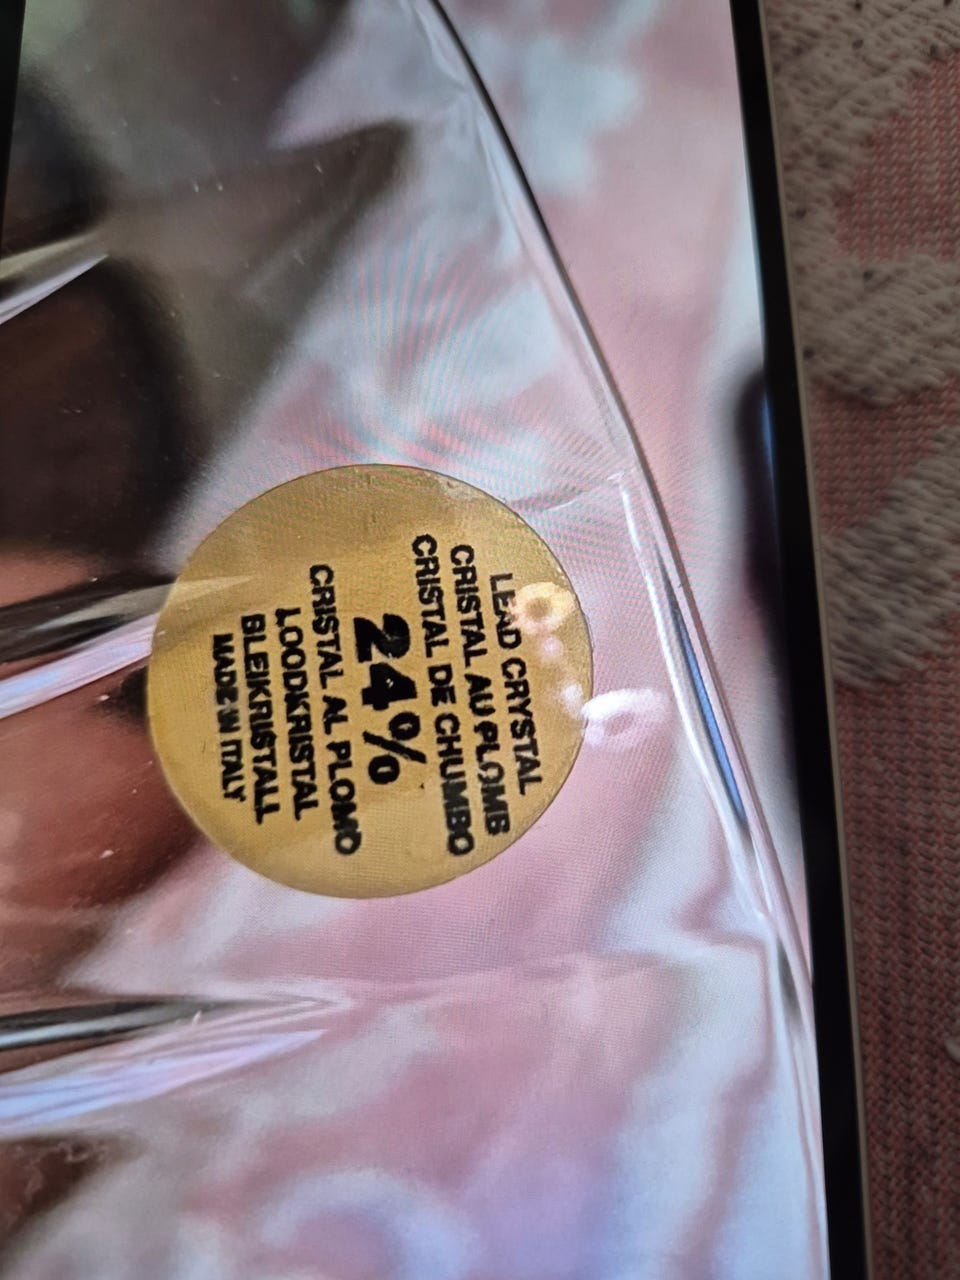 LEAD CRYSTAL
CRISTAL AU PLOMB
CRISTAL DE CHUMBO
24%
CRISTAL AL PLOMO
LOODKRISTAL
BLEIKRISTALL
MADE IN ITALY